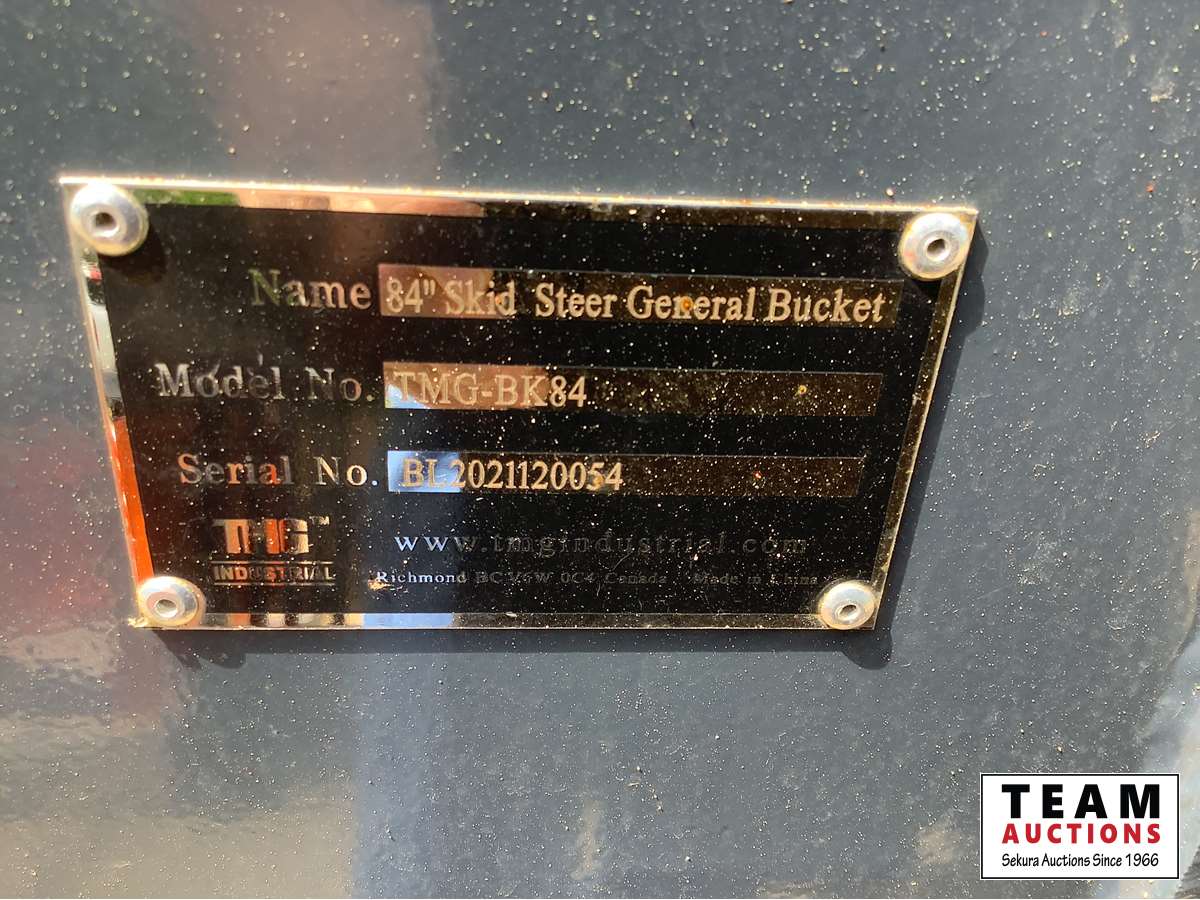 Name 84" Skid Steer General Bucket
Model No. TMG-BK84
Serial No. BL2021120054
TMG™
INDUSTRIAL
www.tmgindustrial.com
Richmond BC V6W 0C4 Canada Made in China
TEAM
AUCTIONS
Sekura Auctions Since 1966